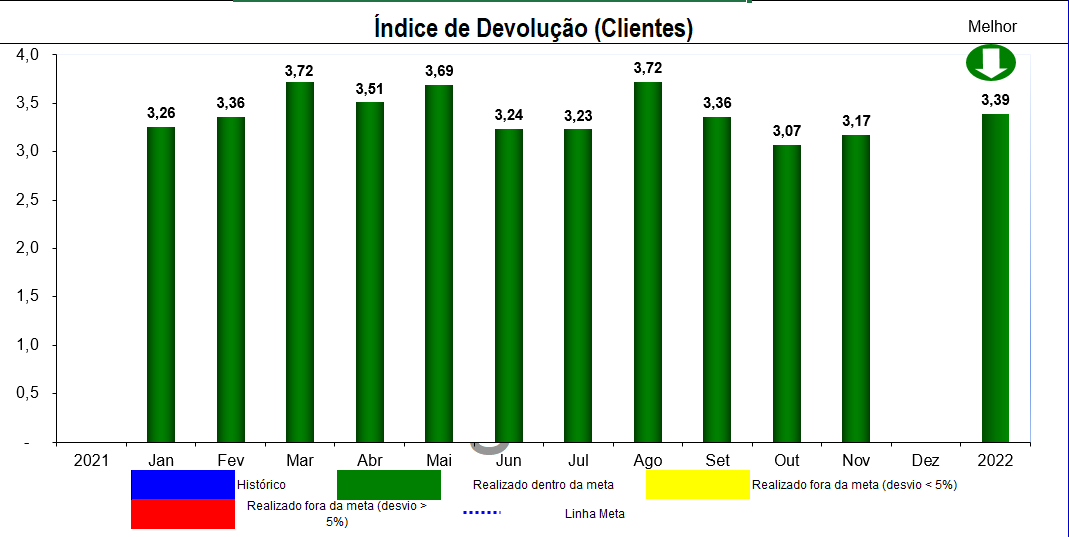 Índice de Devolução (Clientes)
Melhor
4,0
3,5
3,0
2,5
2,0
1,5
1,0
0,5
-
3,26
3,36
3,72
3,51
3,69
3,24
3,23
3,72
3,36
3,07
3,17
3,39
2021 Jan Fev Mar Abr Mai Jun Jul Ago Set Out Nov Dez 2022
Histórico
Realizado dentro da meta
Realizado fora da meta (desvio < 5%)
Realizado fora da meta (desvio >
5%)
Linha Meta